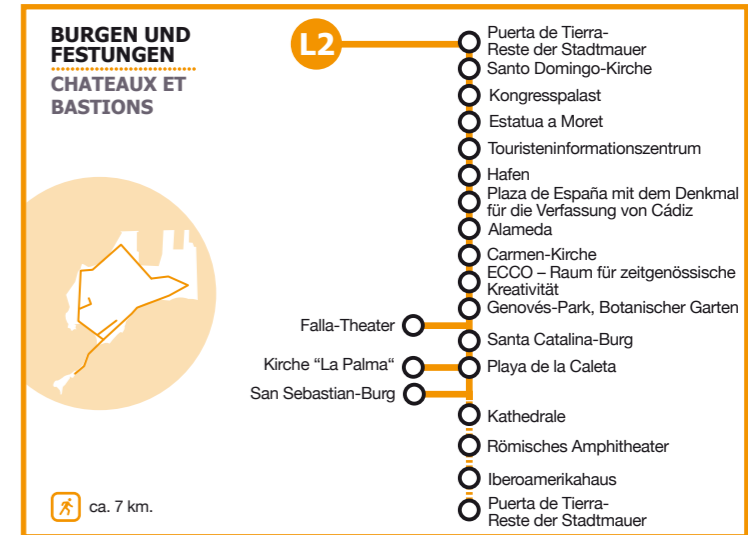 BURGEN UND
FESTUNGEN
CHATEAUX ET
BASTIONS
L2
Puerta de Tierra-
Reste der Stadtmauer
Santo Domingo-Kirche
Kongresspalast
Estatua a Moret
Touristeninformationszentrum
Hafen
Plaza de España mit dem Denkmal
für die Verfassung von Cádiz
Alameda
Carmen-Kirche
ECCO – Raum für zeitgenössische
Kreativität
Genovés-Park, Botanischer Garten
Falla-Theater
Santa Catalina-Burg
Kirche “La Palma“
Playa de la Caleta
San Sebastian-Burg
Kathedrale
Römisches Amphitheater
Iberoamerikahaus
Puerta de Tierra-
Reste der Stadtmauer
ca. 7 km.